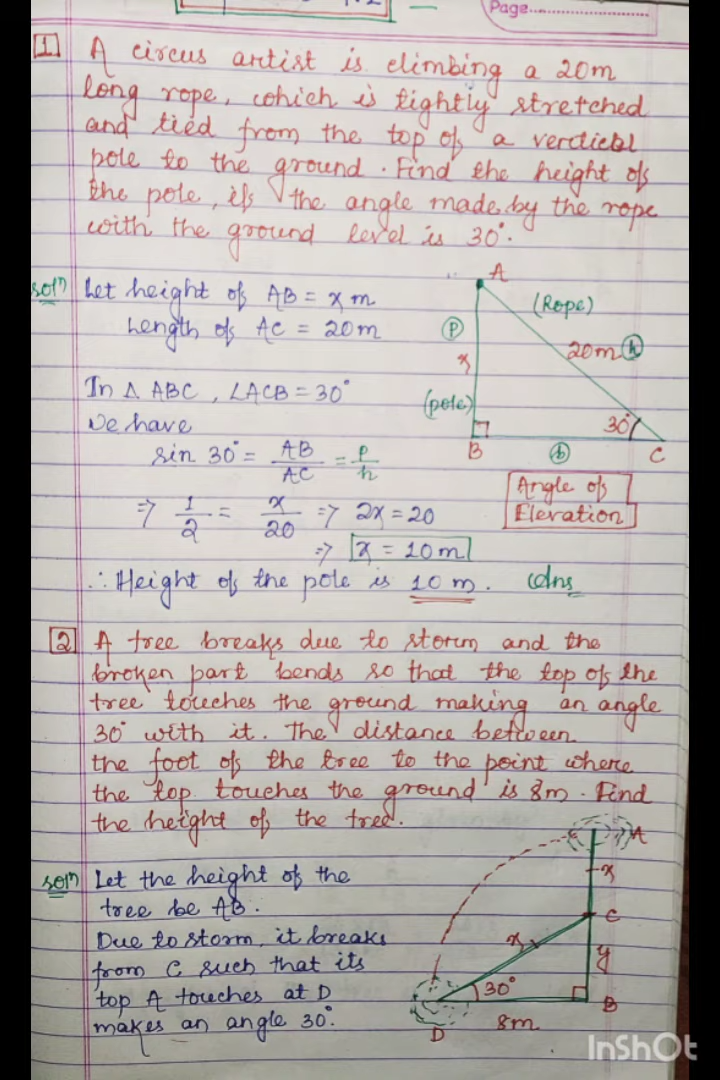 Page
1 A circus artist is climbing a 20m
long rope, which is tightly stretched
and tied from the top of a verticbl
pole to the ground. Find the height of
the pole, if the angle made by the rope
with the ground level is 30°.
Solⁿ Let height of AB = x m
Length of AC = 20m
In Δ ABC, ∠ACB = 30°
We have
sin 30° = AB/AC = p/h
⇒ 1/2 = x/20 ⇒ 2x = 20
⇒ x = 10m
∴ Height of the pole is 10 m. Ans
A
(Rope)
p
20m h
x
(pole)
30°
B b C
Angle of
Elevation
2 A tree breaks due to storm and the
broken part bends so that the top of the
tree touches the ground making an angle
30° with it. The distance between
the foot of the tree to the point where
the top touches the ground is 8m. Find
the height of the tree.
Solⁿ Let the height of the
tree be AB.
Due to storm, it breaks
from C such that its
top A touches at D
makes an angle 30°.
A
x
C
x
y
30°
B
D 8m
InShOt